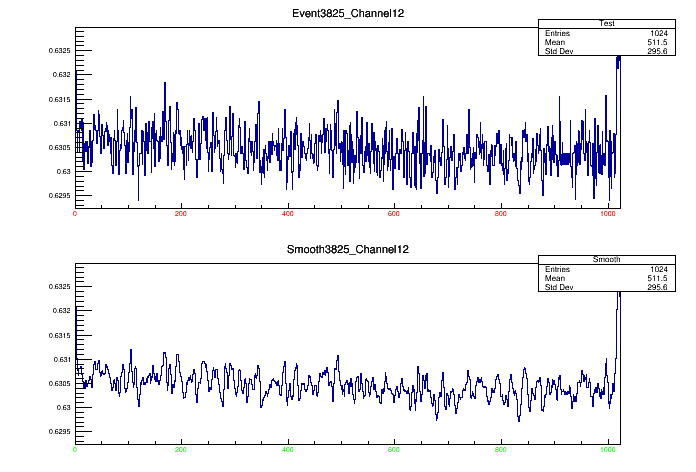 Event3825_Channel12
Test
Entries 1024
Mean 511.5
Std Dev 295.6
0.6325
0.632
0.6315
0.631
0.6305
0.63
0.6295
0 200 400 600 800 1000
Smooth3825_Channel12
Smooth
Entries 1024
Mean 511.5
Std Dev 295.6
0.6325
0.632
0.6315
0.631
0.6305
0.63
0.6295
0 200 400 600 800 1000